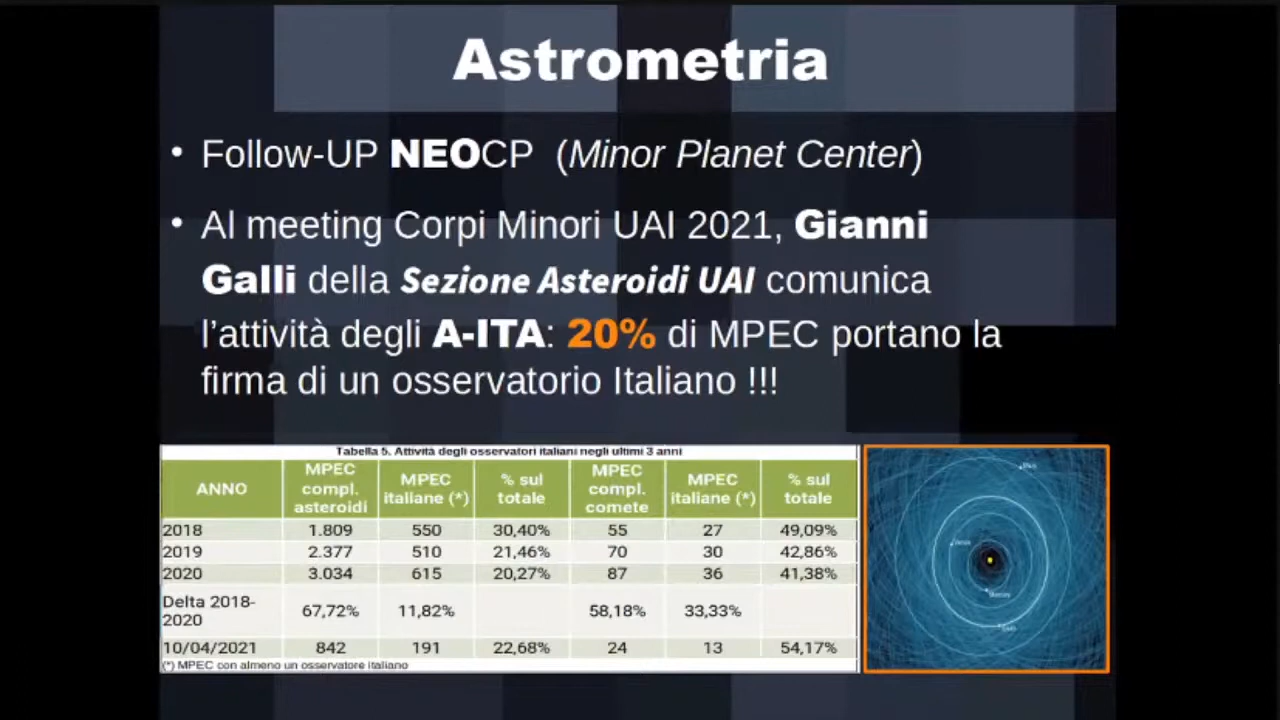 Astrometria
• Follow-UP NEOCP (Minor Planet Center)
• Al meeting Corpi Minori UAI 2021, Gianni
Galli della Sezione Asteroidi UAI comunica
l'attività degli A-ITA: 20% di MPEC portano la
firma di un osservatorio Italiano !!!
Tabella 5. Attività degli osservatori italiani negli ultimi 3 anni
ANNO MPEC compl. asteroidi MPEC italiane (*) % sul totale MPEC compl. comete MPEC italiane (*) % sul totale
2018 1.809 550 30,40% 55 27 49,09%
2019 2.377 510 21,46% 70 30 42,86%
2020 3.034 615 20,27% 87 36 41,38%
Delta 2018-2020 67,72% 11,82% 58,18% 33,33%
10/04/2021 842 191 22,68% 24 13 54,17%
(*) MPEC con almeno un osservatore italiano
Mercury